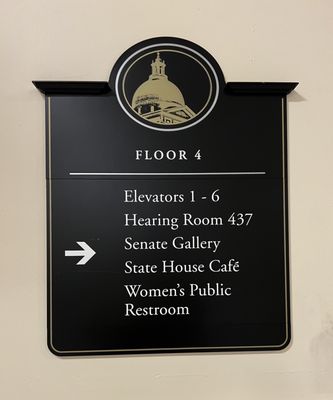 FLOOR 4
Elevators 1 - 6
Hearing Room 437
Senate Gallery
State House Café
Women's Public
Restroom